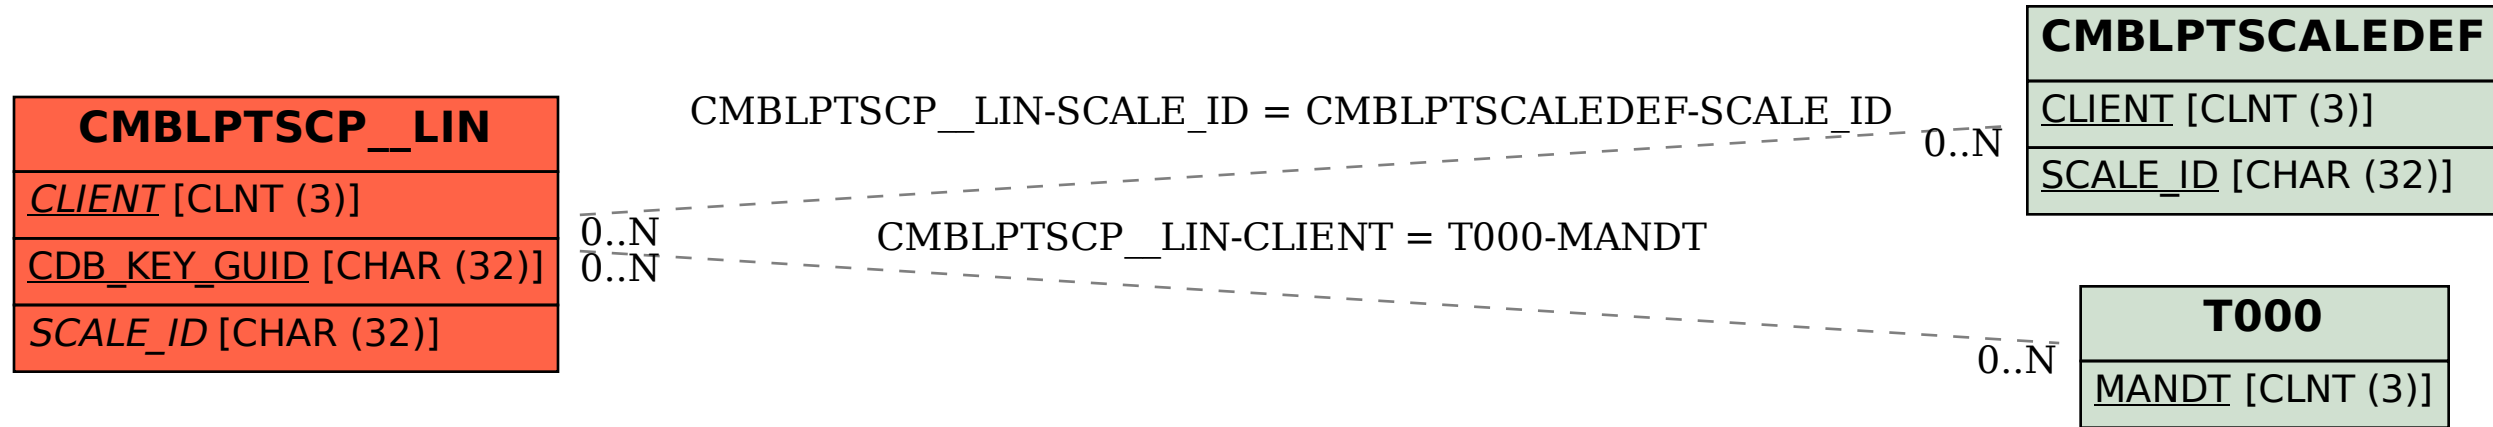 CMBLPTSCP__LIN
CLIENT [CLNT (3)]
CDB_KEY_GUID [CHAR (32)]
SCALE_ID [CHAR (32)]
CMBLPTSCP__LIN-SCALE_ID = CMBLPTSCALEDEF-SCALE_ID
0..N
0..N
CMBLPTSCP__LIN-CLIENT = T000-MANDT
0..N
0..N
CMBLPTSCALEDEF
CLIENT [CLNT (3)]
SCALE_ID [CHAR (32)]
T000
MANDT [CLNT (3)]